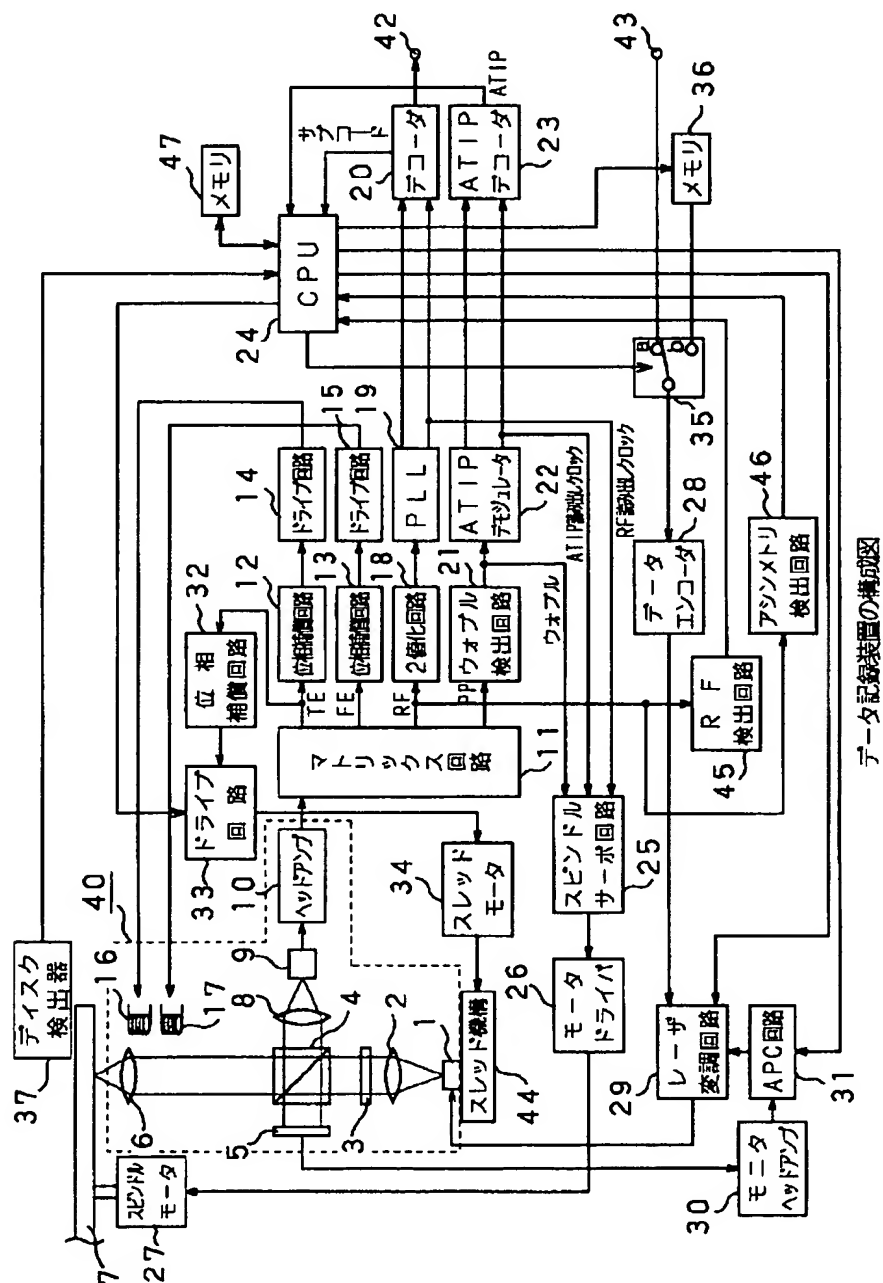 37
ディスク
検出器
16
17
40
33
ドライブ
回路
32
位相
補償回路
47
メモリ
24
CPU
サブコード
42
20
デコーダ
ATIP
23
ATIP
デコーダ
43
36
メモリ
6
7
27
スピンドル
モータ
5
8
9
10
ヘッドアンプ
4
3
2
1
44
スレッド機構
34
スレッド
モータ
マトリックス回路
11
TE
FE
RF
PP
12
位相補償回路
13
位相補償回路
18
2値化回路
21
ウォブル
検出回路
14
ドライブ回路
15
ドライブ回路
19
PLL
22
ATIP
デモジュレータ
ウォブル
ATIP読み出しクロック
RF読み出しクロック
a
b
35
28
データ
エンコーダ
46
アシンメトリ
検出回路
45
RF
検出回路
25
スピンドル
サーボ回路
26
モータ
ドライバ
29
レーザ
変調回路
31
APC回路
30
モニタ
ヘッドアンプ
データ記録装置の構成図